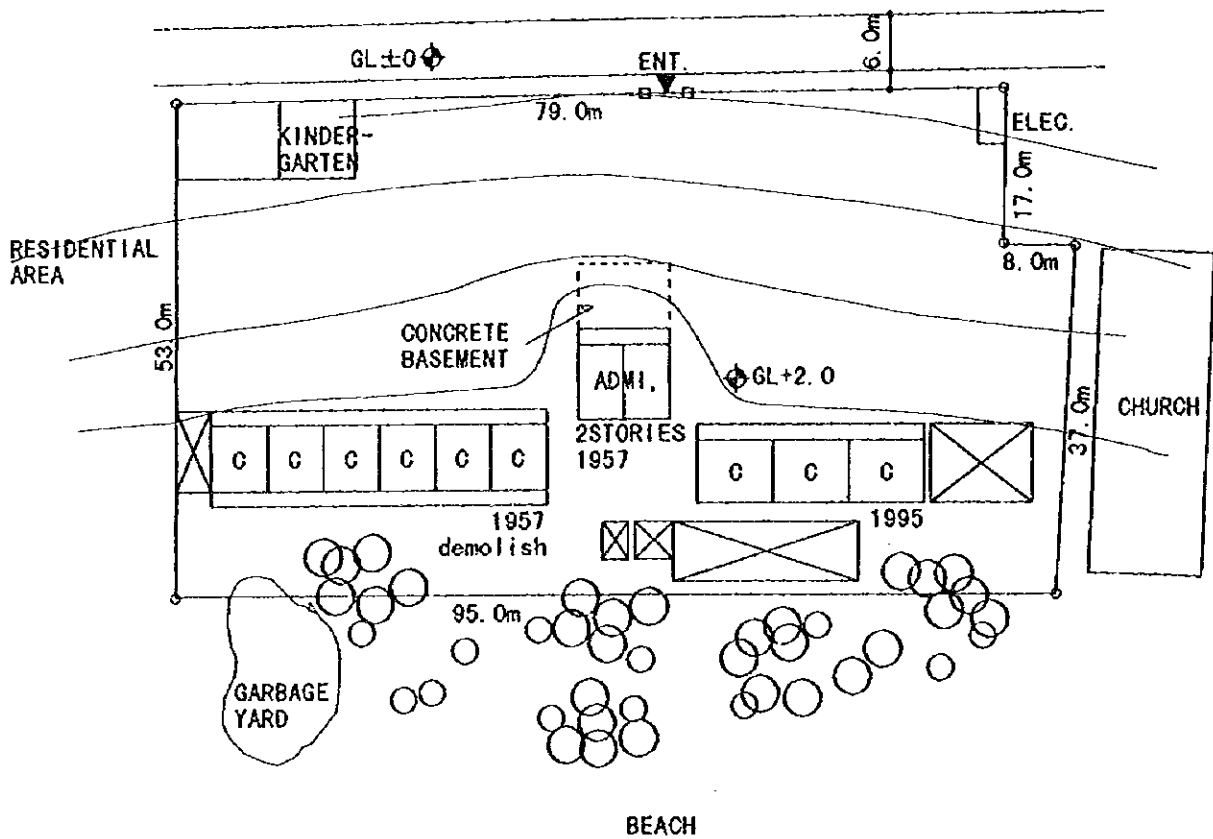 6.0m
GL±0
ENT.
79.0m
KINDER-
GARTEN
ELEC.
17.0m
RESIDENTIAL
AREA
8.0m
53.0m
CONCRETE
BASEMENT
ADMI.
GL+2.0
CHURCH
37.0m
2STORIES
1957
C C C C C C
C C C
1957
demolish
1995
95.0m
GARBAGE
YARD
BEACH